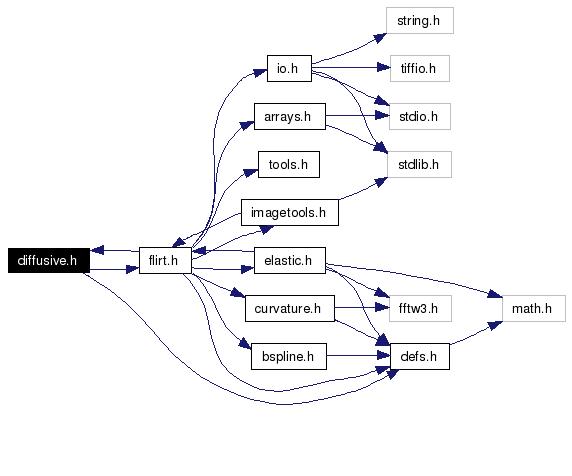 string.h
io.h
tiffio.h
arrays.h
stdio.h
tools.h
stdlib.h
imagetools.h
diffusive.h
flirt.h
elastic.h
curvature.h
fftw3.h
math.h
bspline.h
defs.h